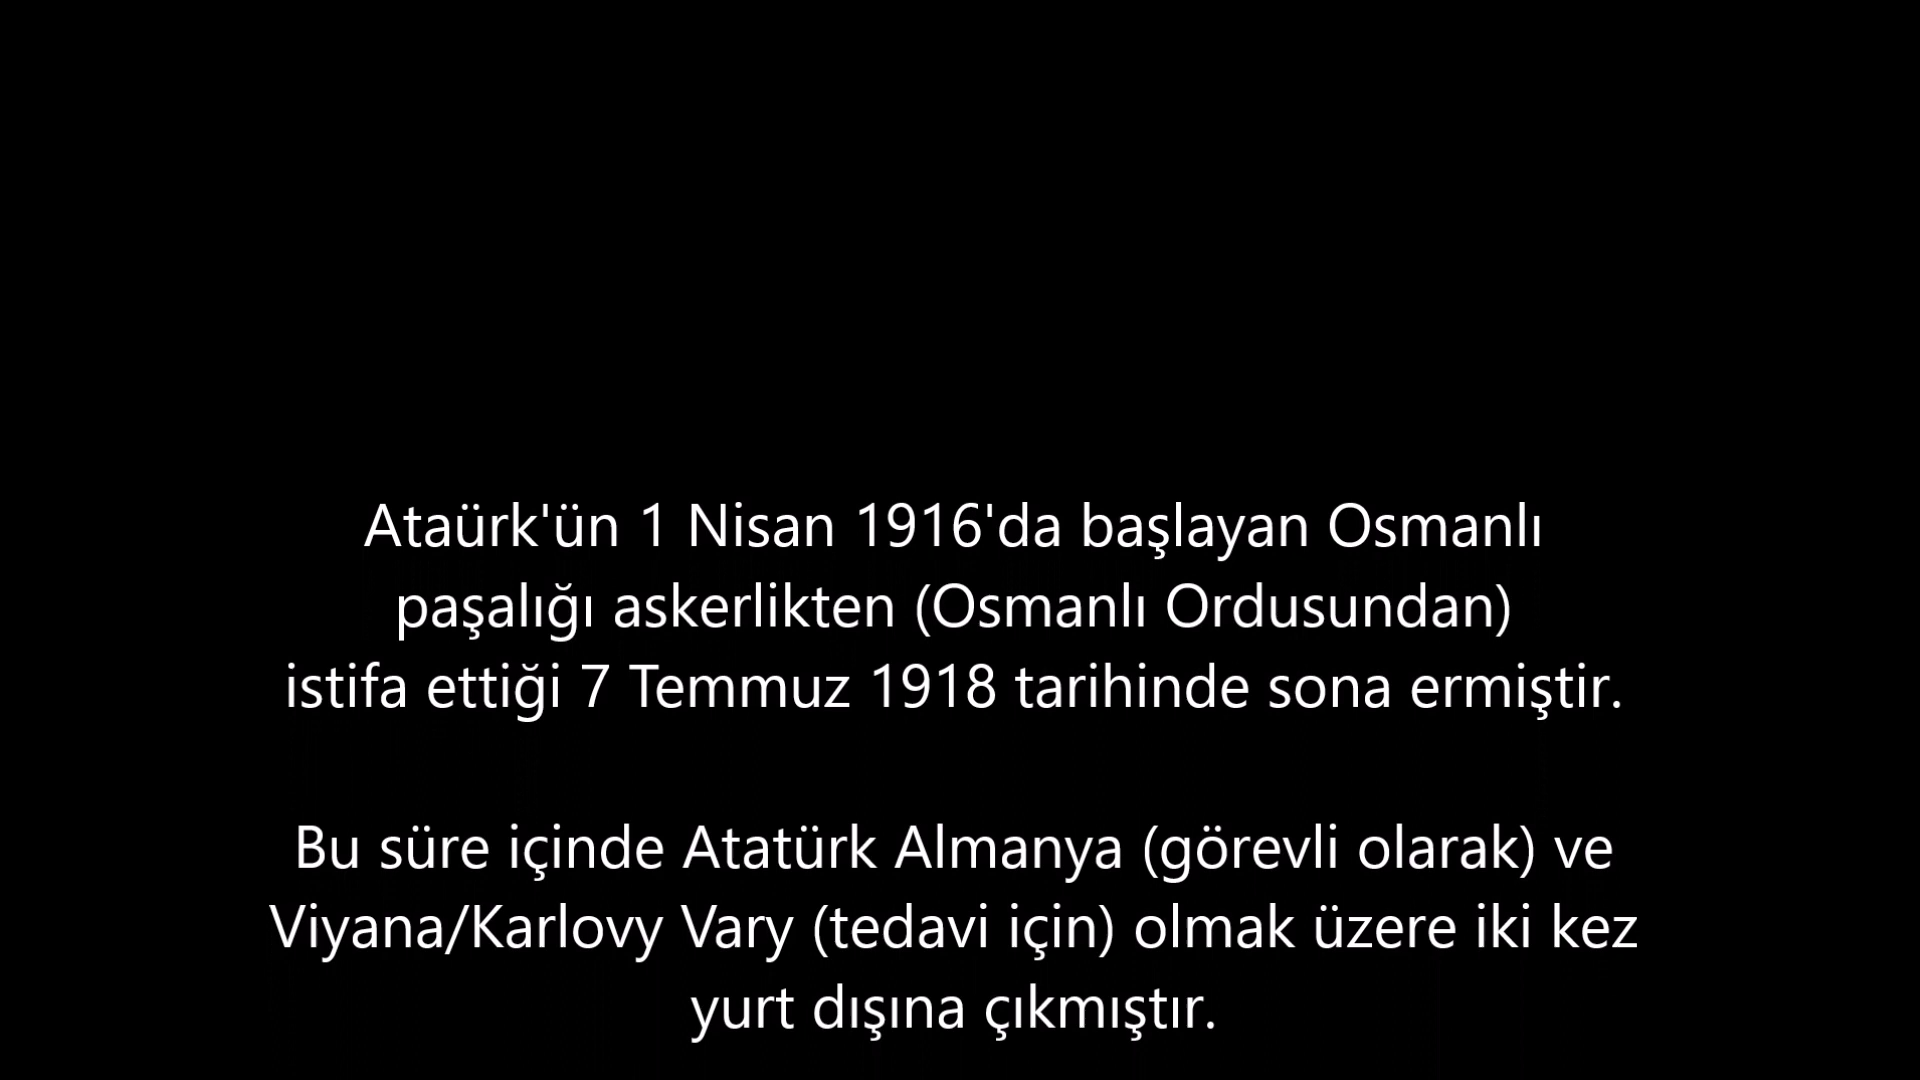 Ataürk'ün 1 Nisan 1916'da başlayan Osmanlı
paşalığı askerlikten (Osmanlı Ordusundan)
istifa ettiği 7 Temmuz 1918 tarihinde sona ermiştir.
Bu süre içinde Atatürk Almanya (görevli olarak) ve
Viyana/Karlovy Vary (tedavi için) olmak üzere iki kez
yurt dışına çıkmıştır.